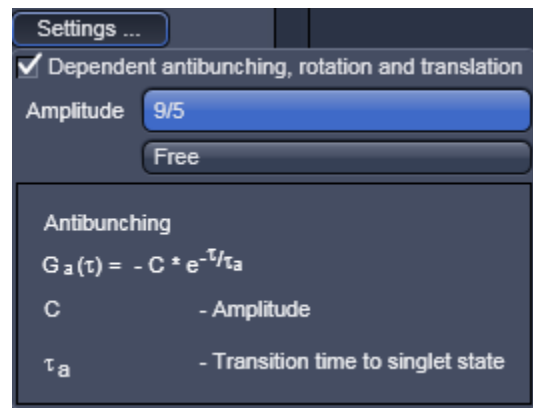 Settings ...
Dependent antibunching, rotation and translation
Amplitude 9/5
Free
Antibunching
G a (τ) = - C * e-τ/τa
C - Amplitude
τa - Transition time to singlet state